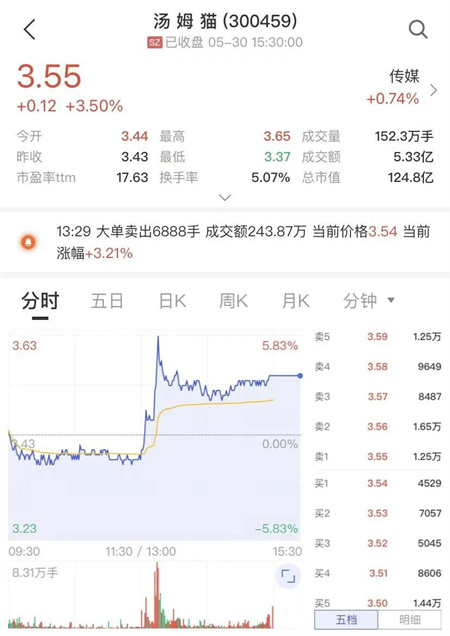 汤 姆 猫 (300459)
SZ 已收盘 05-30 15:30:00
3.55
+0.12 +3.50%
传媒
+0.74%
今开 3.44 最高 3.65 成交量 152.3万手
昨收 3.43 最低 3.37 成交额 5.33亿
市盈率ttm 17.63 换手率 5.07% 总市值 124.8亿
13:29 大单卖出6888手 成交额243.87万 当前价格3.54 当前
涨幅+3.21%
分时 五日 日K 周K 月K 分钟
3.63 5.83%
3.43 0.00%
3.23 -5.83%
09:30 11:30 / 13:00 15:30
8.31万手
卖5 3.59 1.25万
卖4 3.58 9649
卖3 3.57 8487
卖2 3.56 1.65万
卖1 3.55 1.25万
买1 3.54 4529
买2 3.53 7057
买3 3.52 5045
买4 3.51 8606
买5 3.50 1.44万
五档 明细